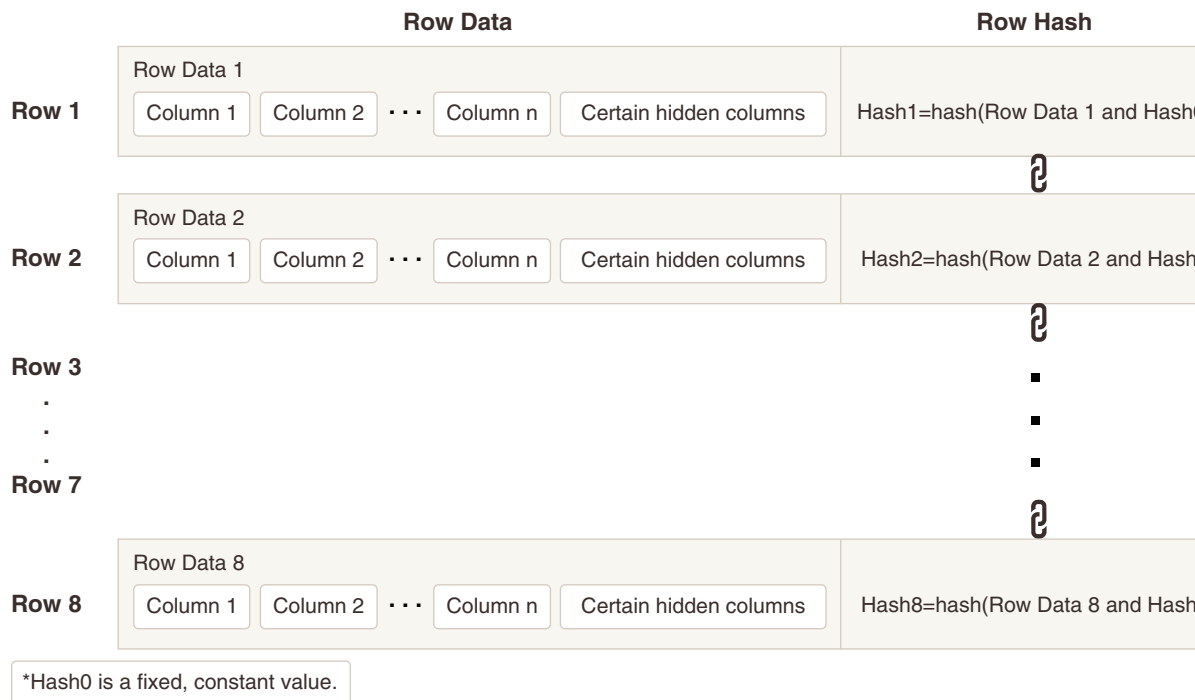 Row Data Row Hash
Row Data 1
Row 1 Column 1 Column 2 ... Column n Certain hidden columns Hash1=hash(Row Data 1 and
Row Data 2
Row 2 Column 1 Column 2 ... Column n Certain hidden columns Hash2=hash(Row Data 2 and Hash
Row 3
.
.
.
Row 7
Row Data 8
Row 8 Column 1 Column 2 ... Column n Certain hidden columns Hash8=hash(Row Data 8 and Hash
*Hash0 is a fixed, constant value.